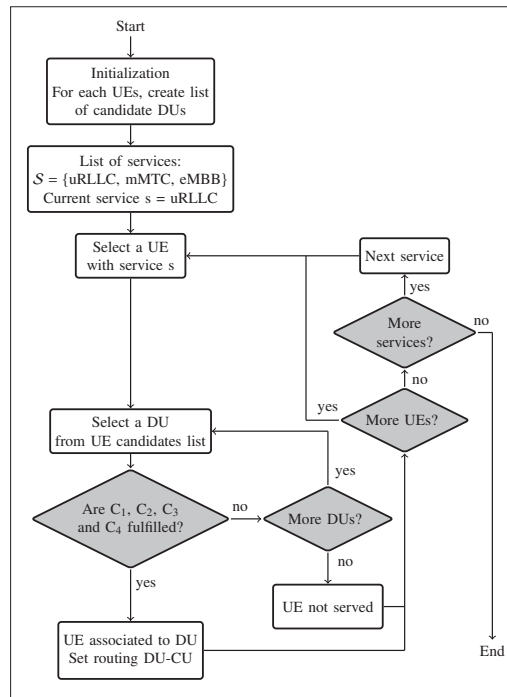 Start
Initialization
For each UEs, create list
of candidate DUs
List of services:
𝒮 = {uRLLC, mMTC, eMBB}
Current service s = uRLLC
Select a UE
with service s
Next service
yes
More
services?
no
no
yes
More UEs?
Select a DU
from UE candidates list
yes
Are C₁, C₂, C₃
and C₄ fulfilled?
no
More DUs?
no
yes
UE not served
UE associated to DU
Set routing DU-CU
End